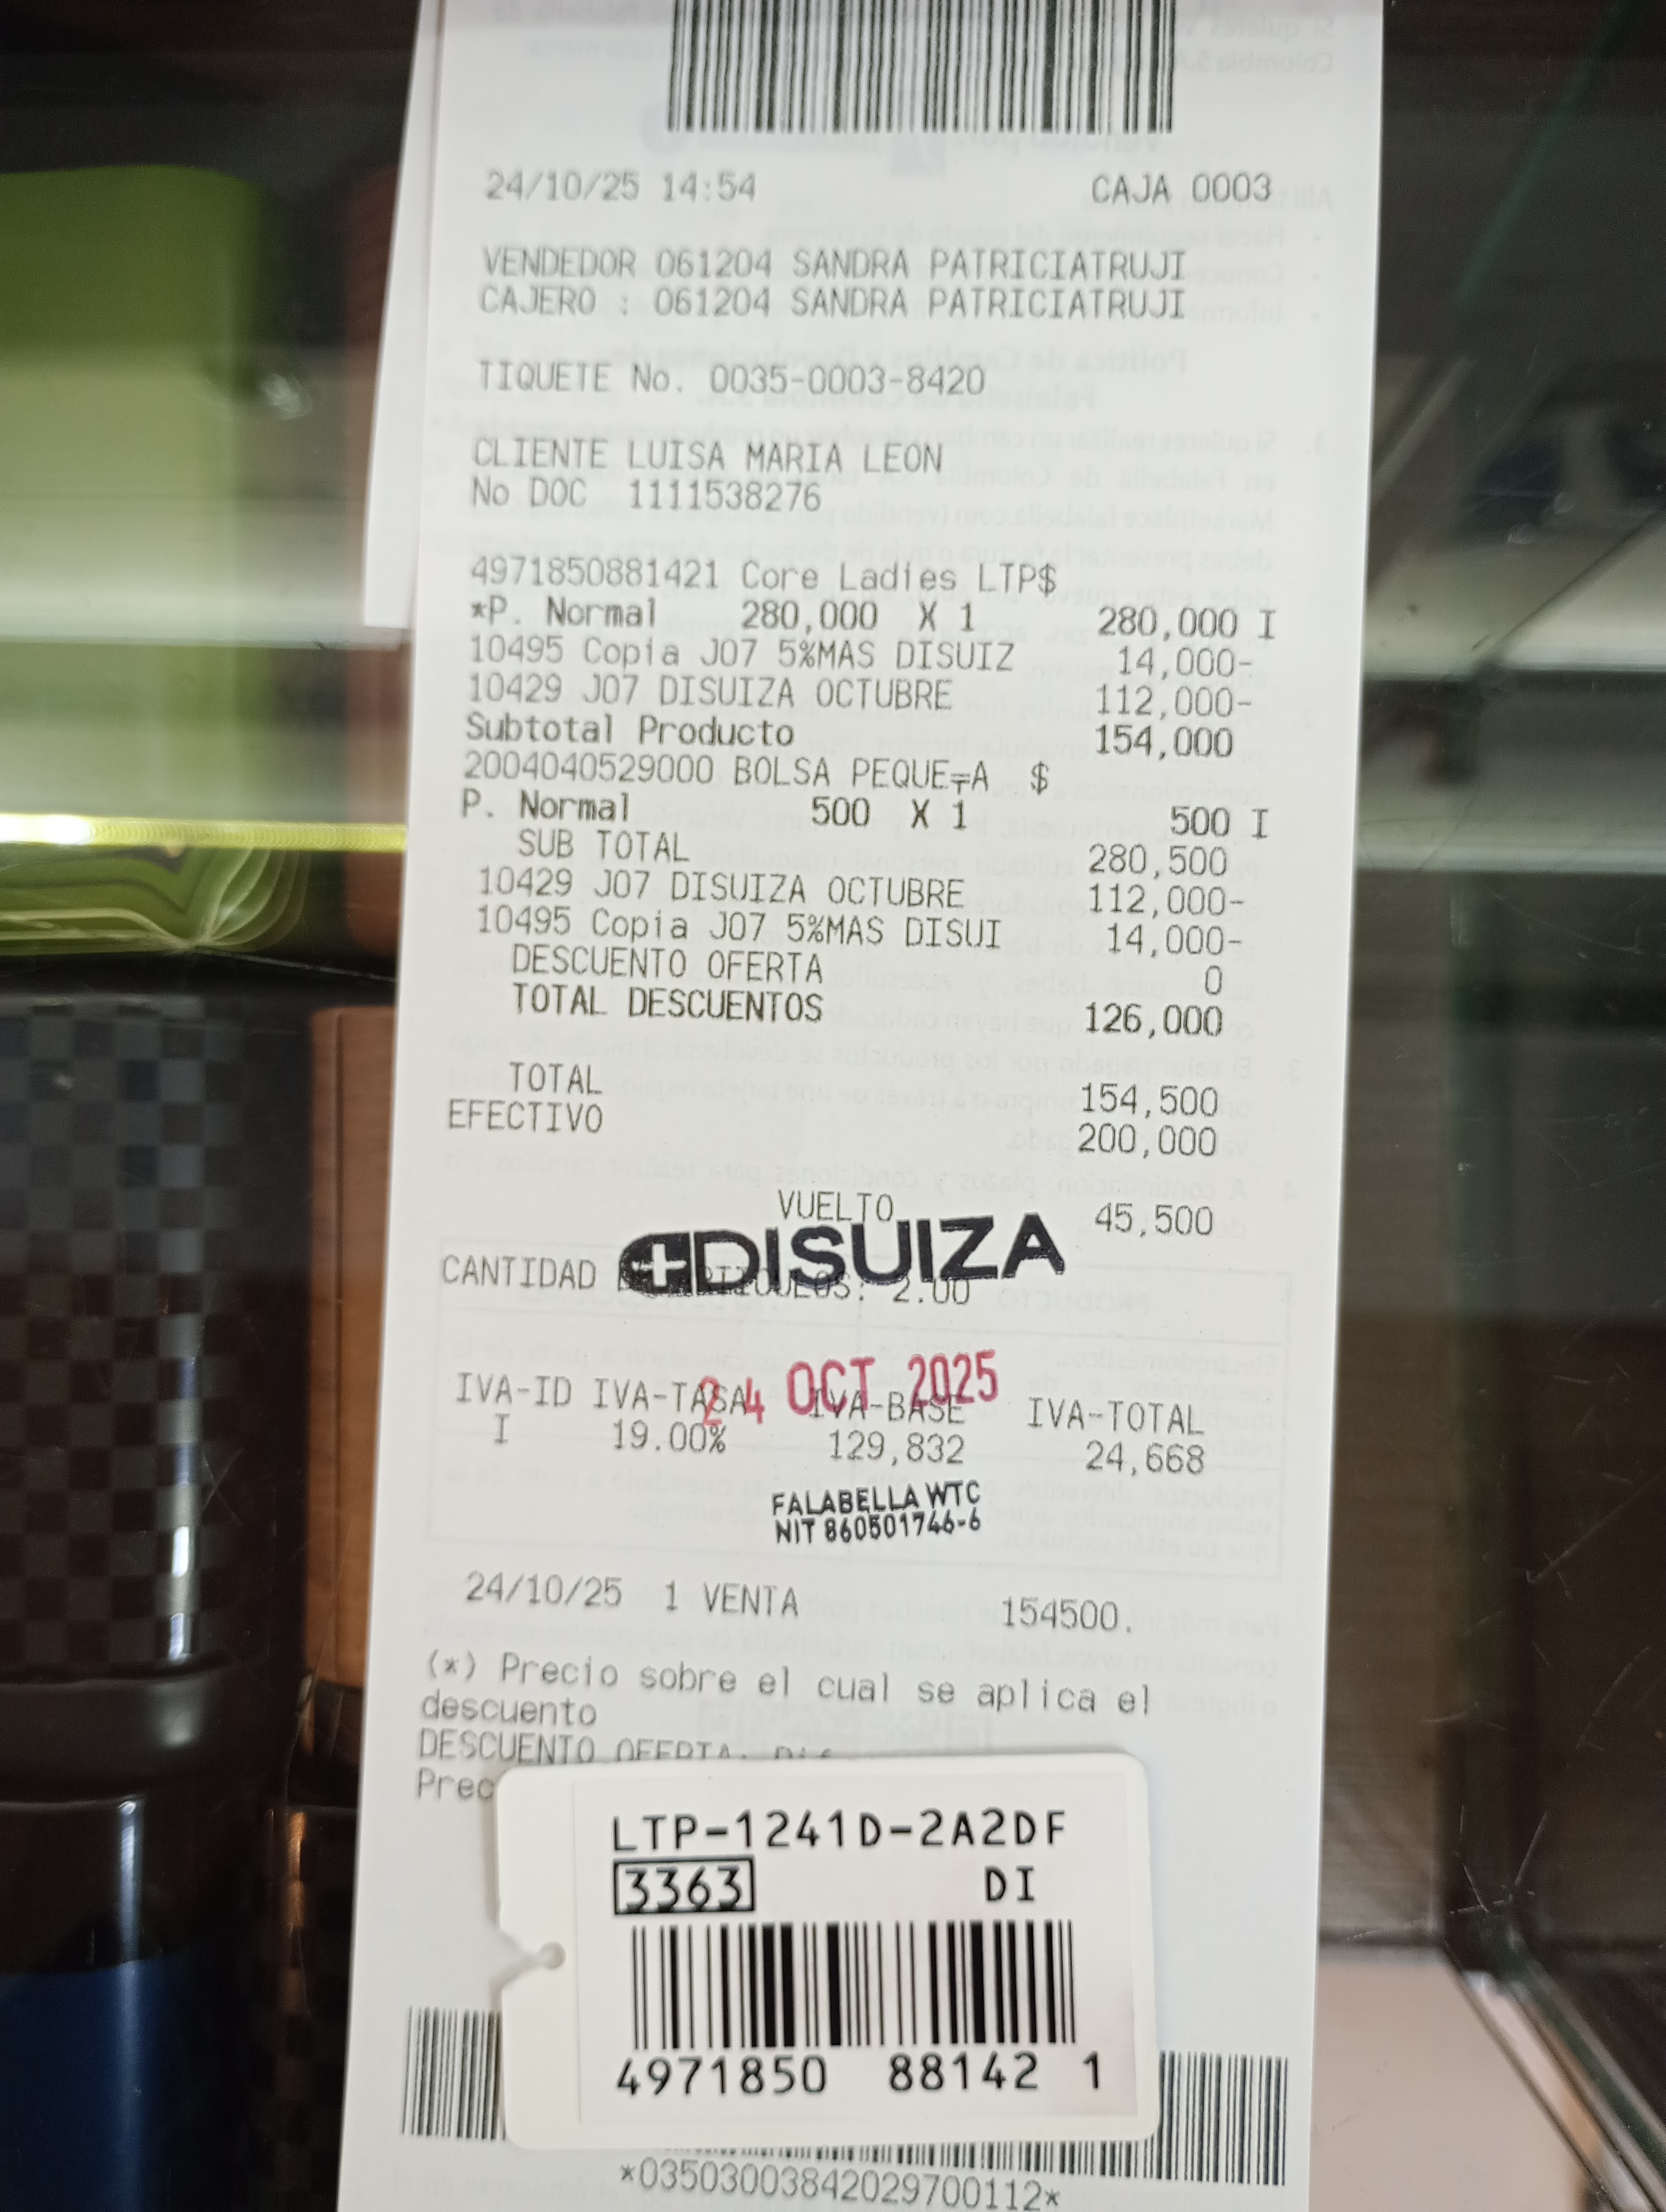 24/10/25 14:54 CAJA 0003
VENDEDOR 061204 SANDRA PATRICIATRUJI
CAJERO : 061204 SANDRA PATRICIATRUJI
TIQUETE No. 0035-0003-8420
CLIENTE LUISA MARIA LEON
No DOC 1111538276
4971850881421 Core Ladies LTP$
*P. Normal 280,000 X 1 280,000 I
10495 Copia J07 5%MAS DISUIZ 14,000-
10429 J07 DISUIZA OCTUBRE 112,000-
Subtotal Producto 154,000
2004040529000 BOLSA PEQUE╤A $
P. Normal 500 X 1 500 I
SUB TOTAL 280,500
10429 J07 DISUIZA OCTUBRE 112,000-
10495 Copia J07 5%MAS DISUI 14,000-
DESCUENTO OFERTA 0
TOTAL DESCUENTOS 126,000
TOTAL 154,500
EFECTIVO 200,000
VUELTO 45,500
DISUIZA
CANTIDAD 2.00
24 OCT 2025
IVA-ID IVA-TASA IVA-BASE IVA-TOTAL
I 19.00% 129,832 24,668
FALABELLA WTC
NIT 860501746-6
24/10/25 1 VENTA 154500.
(*) Precio sobre el cual se aplica el
descuento
DESCUENTO OFERTA.
Prec
LTP-1241D-2A2DF
3363 DI
4971850 88142 1
*035030038420297001​12*